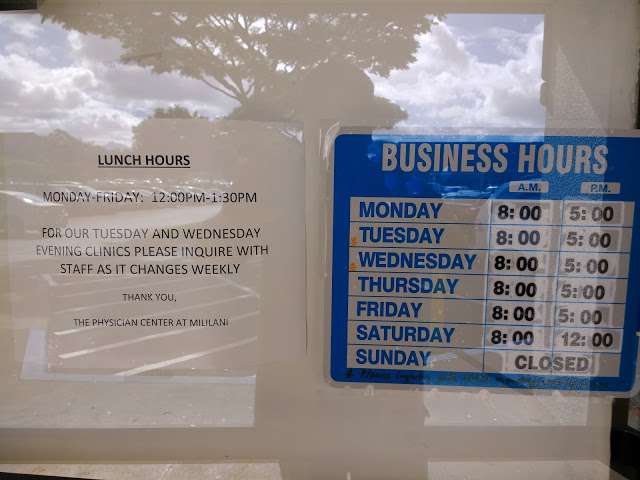 LUNCH HOURS
MONDAY-FRIDAY: 12:00PM-1:30PM
FOR OUR TUESDAY AND WEDNESDAY
EVENING CLINICS PLEASE INQUIRE WITH
STAFF AS IT CHANGES WEEKLY
THANK YOU,
THE PHYSICIAN CENTER AT MILILANI
BUSINESS HOURS
A.M. P.M.
MONDAY 8:00 5:00
TUESDAY 8:00 5:00
WEDNESDAY 8:00 5:00
THURSDAY 8:00 5:00
FRIDAY 8:00 5:00
SATURDAY 8:00 12:00
SUNDAY CLOSED